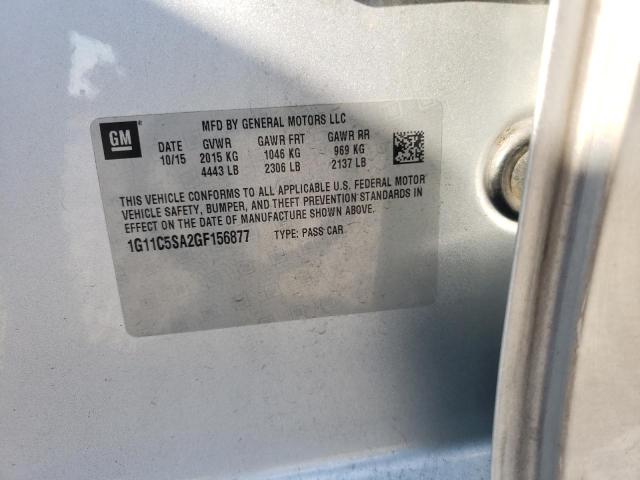 GM
MFD BY GENERAL MOTORS LLC
DATE GVWR GAWR FRT GAWR RR
10/15 2015 KG 1046 KG 969 KG
4443 LB 2306 LB 2137 LB
THIS VEHICLE CONFORMS TO ALL APPLICABLE U.S. FEDERAL MOTOR
VEHICLE SAFETY, BUMPER, AND THEFT PREVENTION STANDARDS IN
EFFECT ON THE DATE OF MANUFACTURE SHOWN ABOVE.
1G11C5SA2GF156877 TYPE: PASS CAR